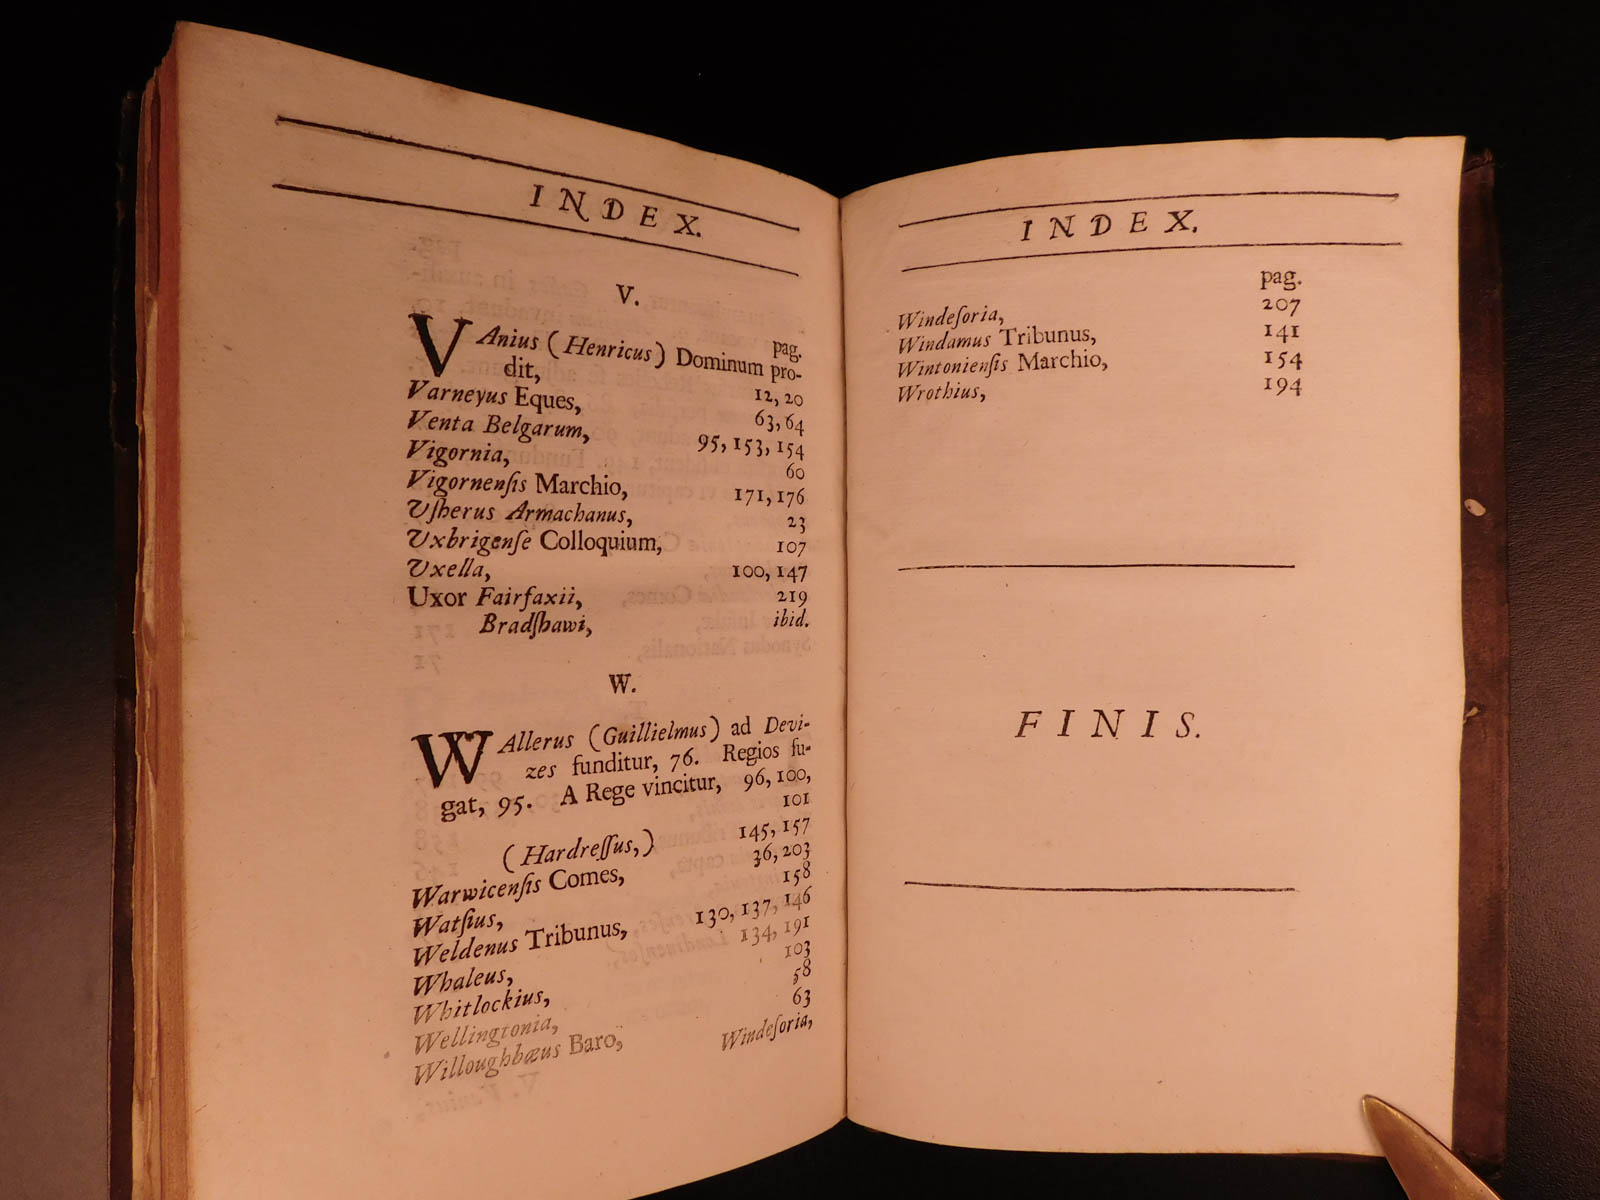 INDEX.
V.
pag.
VAnius (Henricus) Dominum pro-
dit, 12, 20
Varneyus Eques, 63, 64
Venta Belgarum, 95, 153, 154
Vigornia, 60
Vigornenſis Marchio, 171, 176
Uſherus Armachanus, 23
Uxbrigenſe Colloquium, 107
Uxella, 100, 147
Uxor Fairfaxii, 219
Bradſhawi, ibid.
W.
WAllerus (Guillielmus) ad Devi-
zes funditur, 76. Regios fu-
gat, 95. A Rege vincitur, 96, 100,
101
(Hardreſſus,) 145, 157
Warwicenſis Comes, 36, 203
Watſius, 158
Weldenus Tribunus, 130, 137, 146
Whaleus, 134, 191
Whitlockius, 103
Wellingtonia, 58
Willoughbæus Baro, 63
Windeſoria,
INDEX.
pag.
Windeſoria, 207
Windamus Tribunus, 141
Wintonienſis Marchio, 154
Wrothius, 194
FINIS.